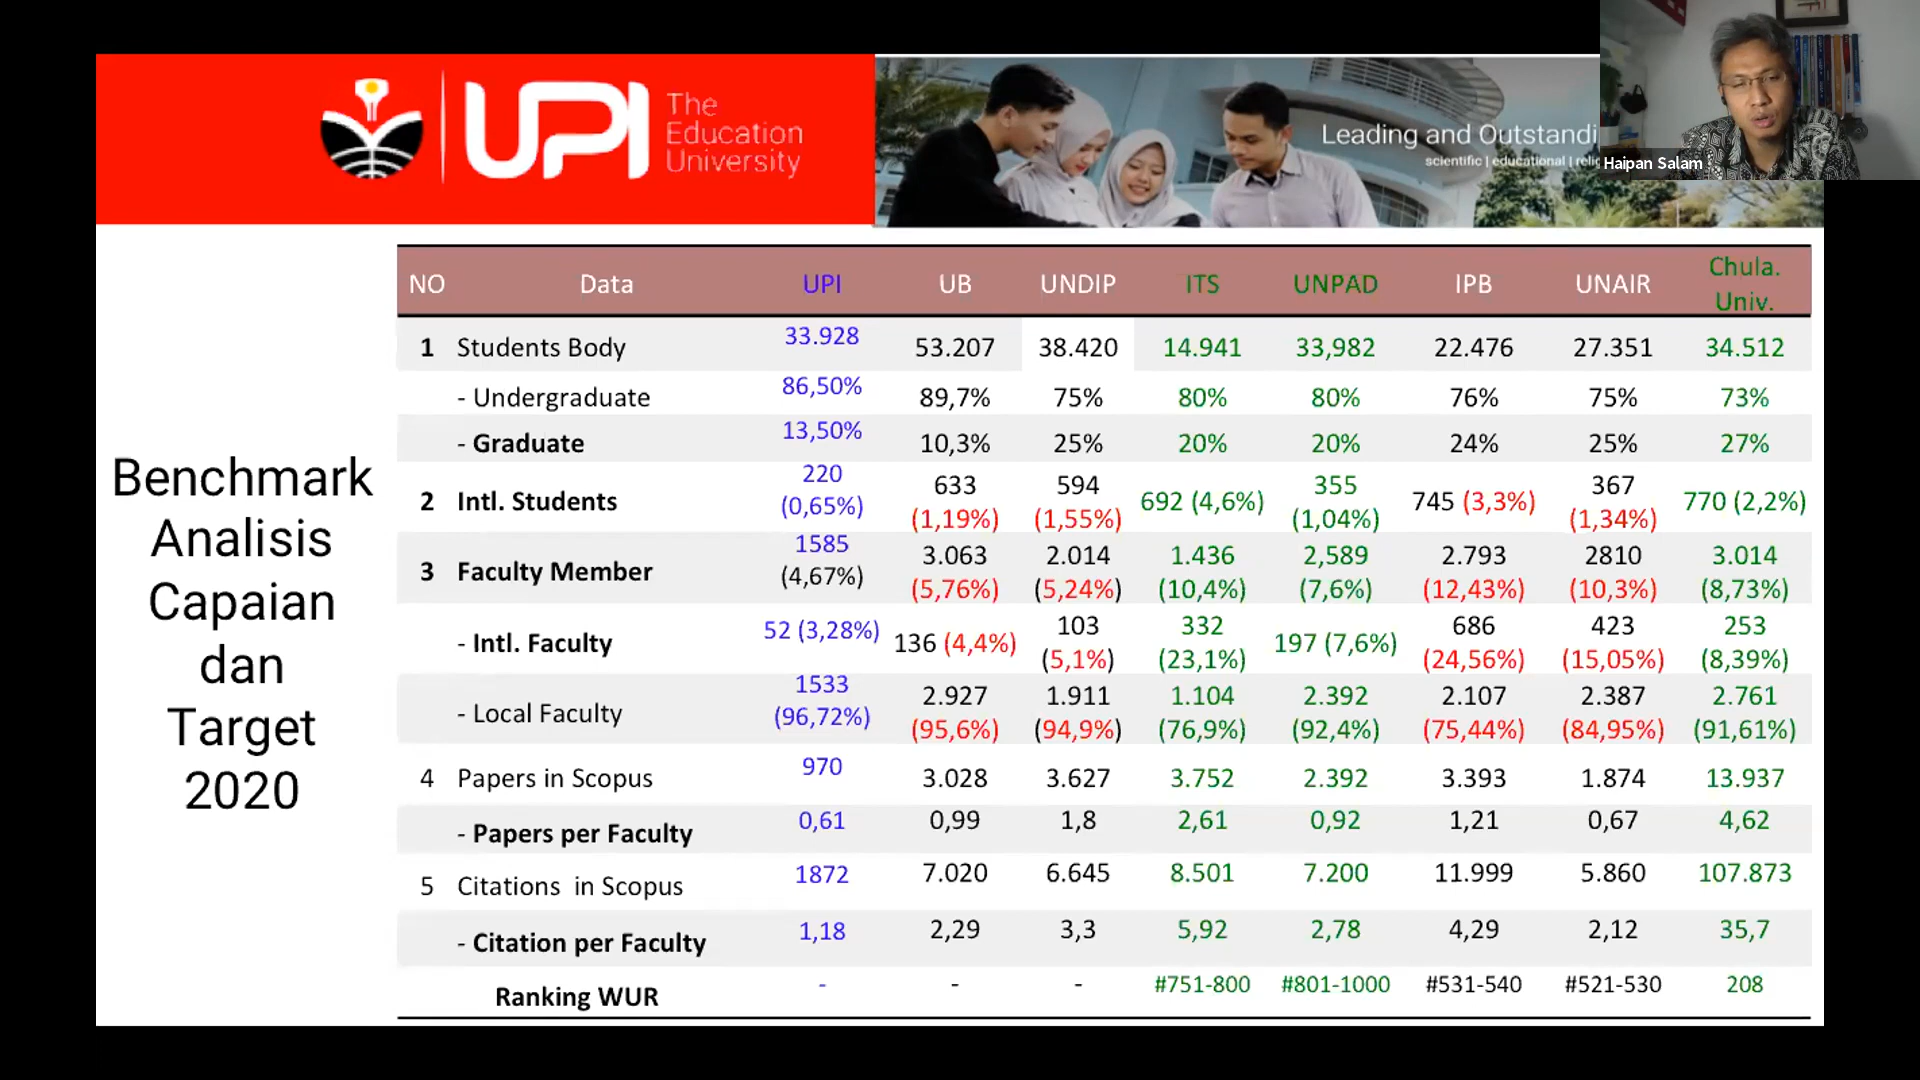 UPI
The
Education
University
Leading and Outstandi
scientific | educational | relig
Haipan Salam
Benchmark
Analisis
Capaian
dan
Target
2020
NO Data UPI UB UNDIP ITS UNPAD IPB UNAIR Chula. Univ.
1 Students Body 33.928 53.207 38.420 14.941 33,982 22.476 27.351 34.512
- Undergraduate 86,50% 89,7% 75% 80% 80% 76% 75% 73%
- Graduate 13,50% 10,3% 25% 20% 20% 24% 25% 27%
2 Intl. Students 220 (0,65%) 633 (1,19%) 594 (1,55%) 692 (4,6%) 355 (1,04%) 745 (3,3%) 367 (1,34%) 770 (2,2%)
3 Faculty Member 1585 (4,67%) 3.063 (5,76%) 2.014 (5,24%) 1.436 (10,4%) 2,589 (7,6%) 2.793 (12,43%) 2810 (10,3%) 3.014 (8,73%)
- Intl. Faculty 52 (3,28%) 136 (4,4%) 103 (5,1%) 332 (23,1%) 197 (7,6%) 686 (24,56%) 423 (15,05%) 253 (8,39%)
- Local Faculty 1533 (96,72%) 2.927 (95,6%) 1.911 (94,9%) 1.104 (76,9%) 2.392 (92,4%) 2.107 (75,44%) 2.387 (84,95%) 2.761 (91,61%)
4 Papers in Scopus 970 3.028 3.627 3.752 2.392 3.393 1.874 13.937
- Papers per Faculty 0,61 0,99 1,8 2,61 0,92 1,21 0,67 4,62
5 Citations in Scopus 1872 7.020 6.645 8.501 7.200 11.999 5.860 107.873
- Citation per Faculty 1,18 2,29 3,3 5,92 2,78 4,29 2,12 35,7
Ranking WUR - - - #751-800 #801-1000 #531-540 #521-530 208